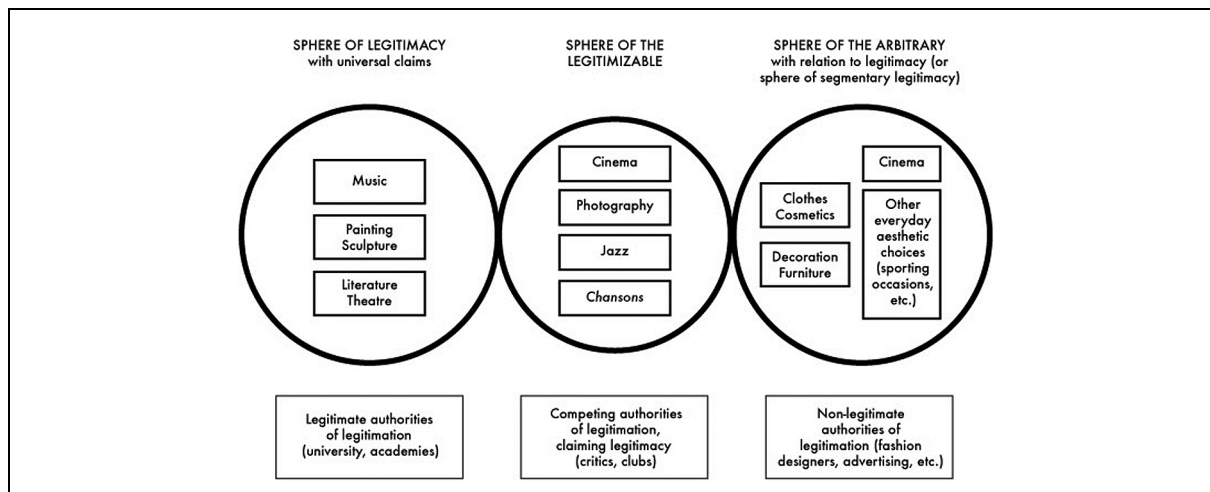 SPHERE OF LEGITIMACY
with universal claims
Music
Painting
Sculpture
Literature
Theatre
Legitimate authorities
of legitimation
(university, academies)
SPHERE OF THE
LEGITIMIZABLE
Cinema
Photography
Jazz
Chansons
Competing authorities
of legitimation,
claiming legitimacy
(critics, clubs)
SPHERE OF THE ARBITRARY
with relation to legitimacy (or
sphere of segmentary legitimacy)
Clothes
Cosmetics
Decoration
Furniture
Cinema
Other
everyday
aesthetic
choices
(sporting
occasions,
etc.)
Non-legitimate
authorities of
legitimation (fashion
designers, advertising, etc.)